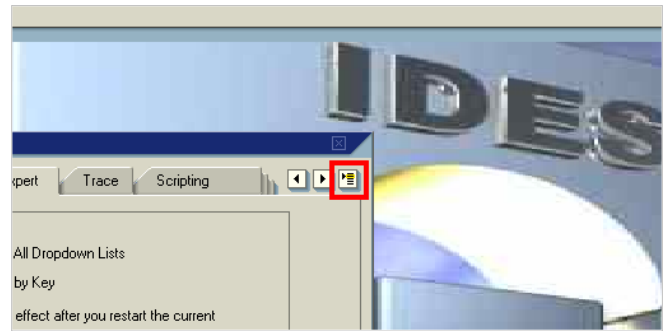 IDES
xpert Trace Scripting
All Dropdown Lists
by Key
effect after you restart the current